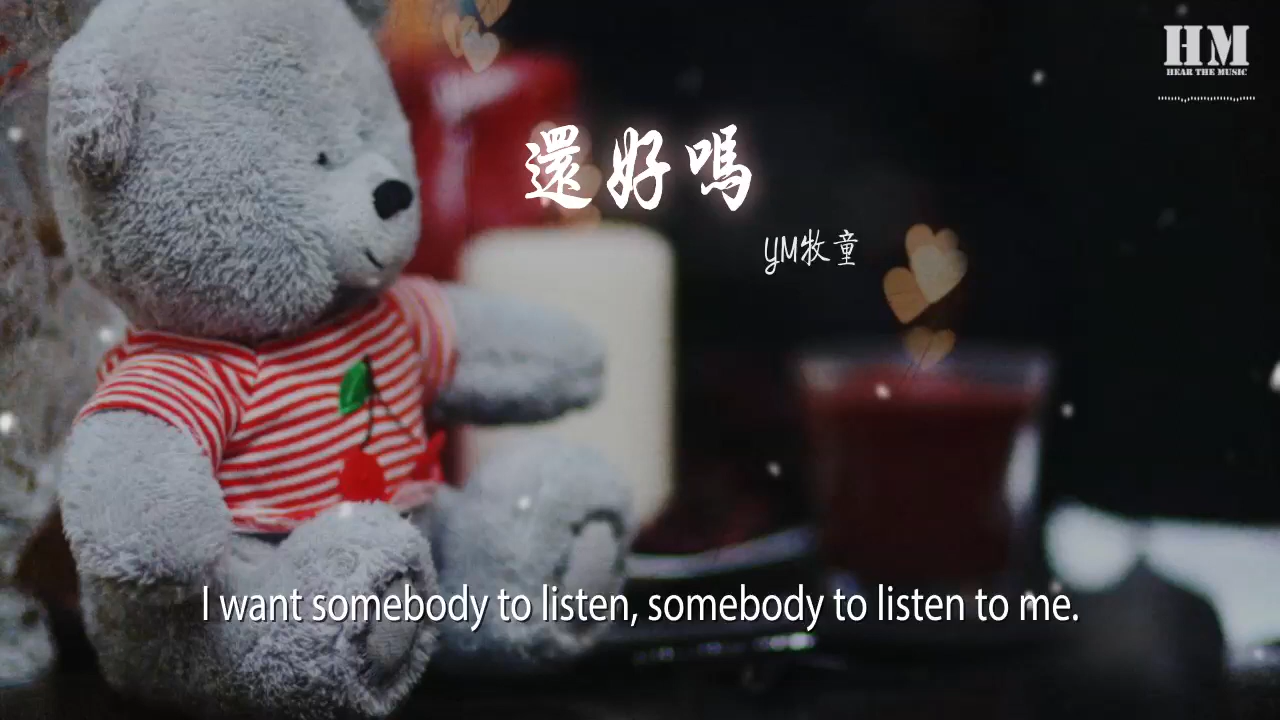 HM
HEAR THE MUSIC
還好嗎
YM牧童
I want somebody to listen, somebody to listen to me.